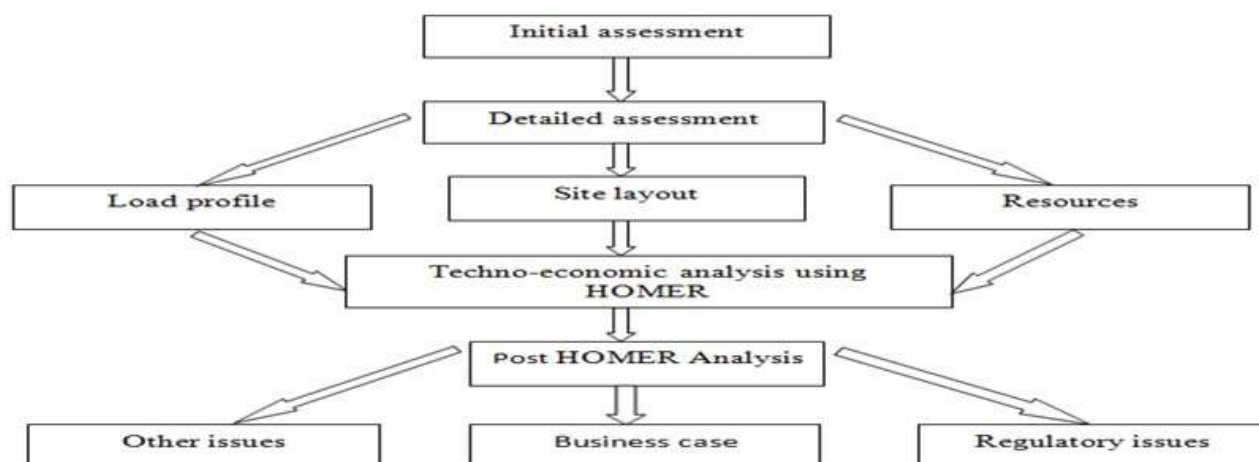 Initial assessment
Detailed assessment
Load profile
Site layout
Resources
Techno-economic analysis using
HOMER
Post HOMER Analysis
Other issues
Business case
Regulatory issues